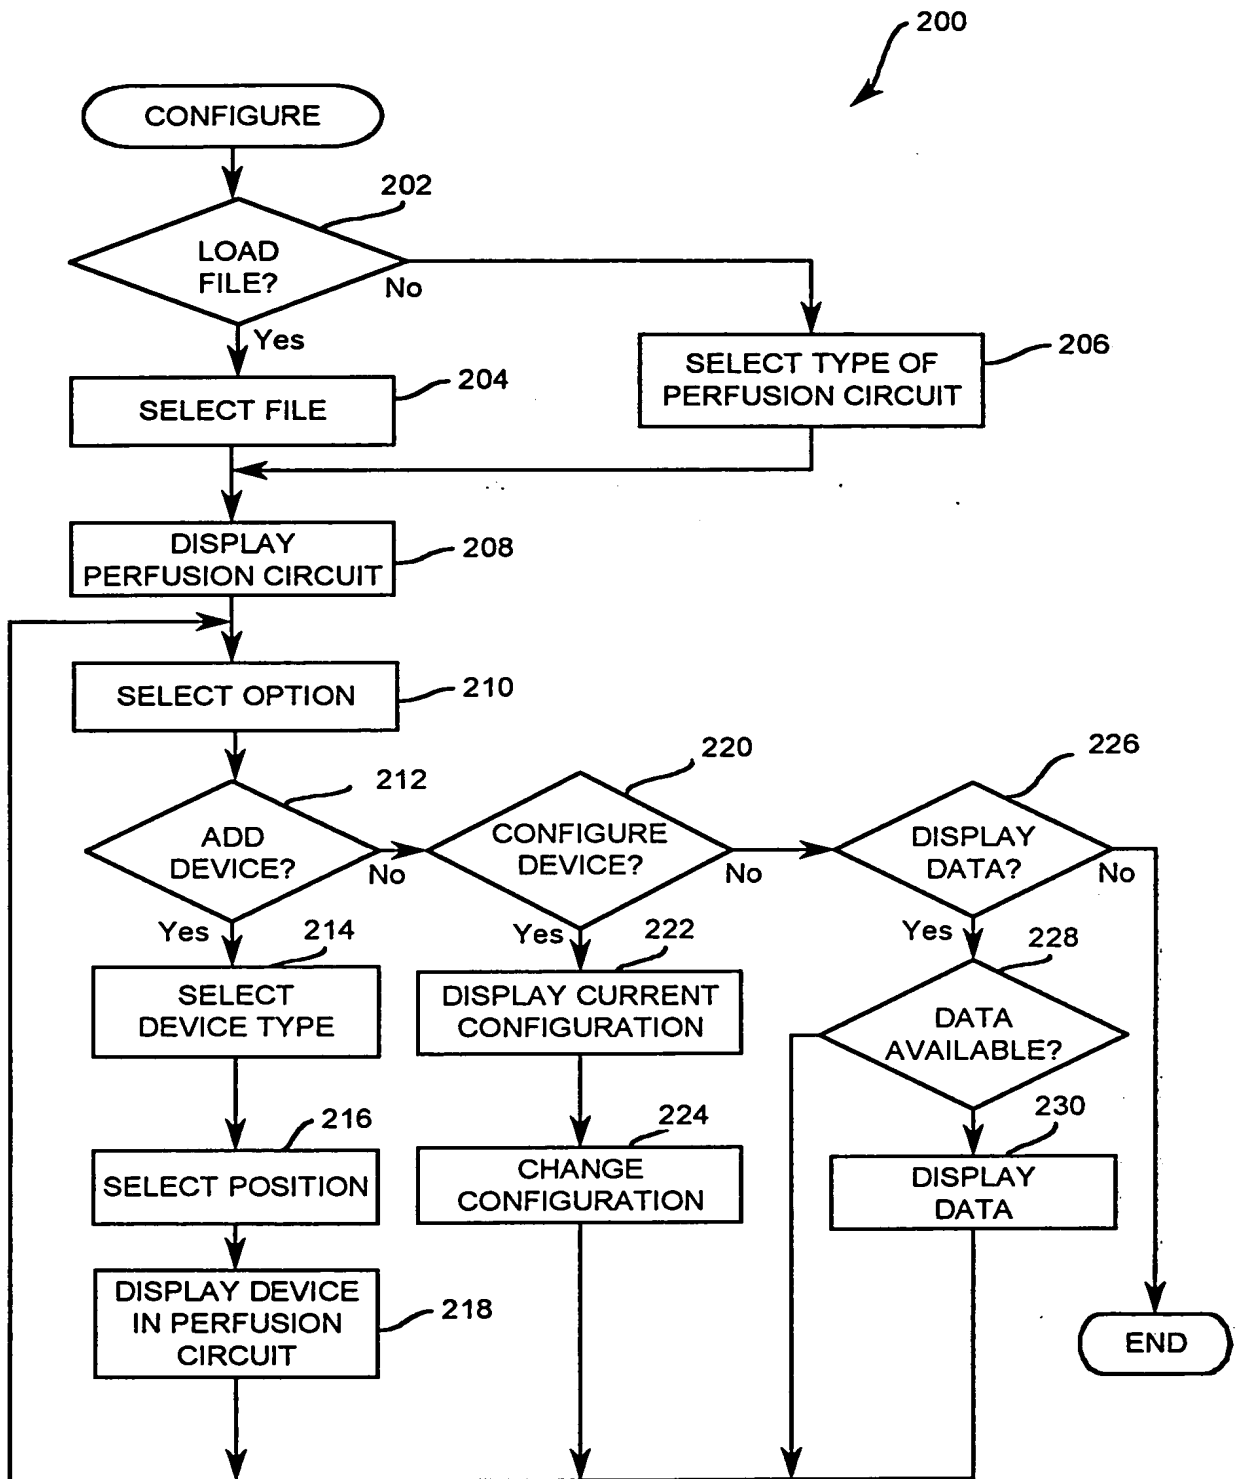 200
CONFIGURE
202
LOAD
FILE?
No
Yes
204
SELECT FILE
SELECT TYPE OF
PERFUSION CIRCUIT
206
DISPLAY
PERFUSION CIRCUIT
208
SELECT OPTION
210
212
ADD
DEVICE?
No
Yes
220
CONFIGURE
DEVICE?
No
Yes
226
DISPLAY
DATA?
No
Yes
214
SELECT
DEVICE TYPE
222
DISPLAY CURRENT
CONFIGURATION
228
DATA
AVAILABLE?
216
SELECT POSITION
224
CHANGE
CONFIGURATION
230
DISPLAY
DATA
DISPLAY DEVICE
IN PERFUSION
CIRCUIT
218
END